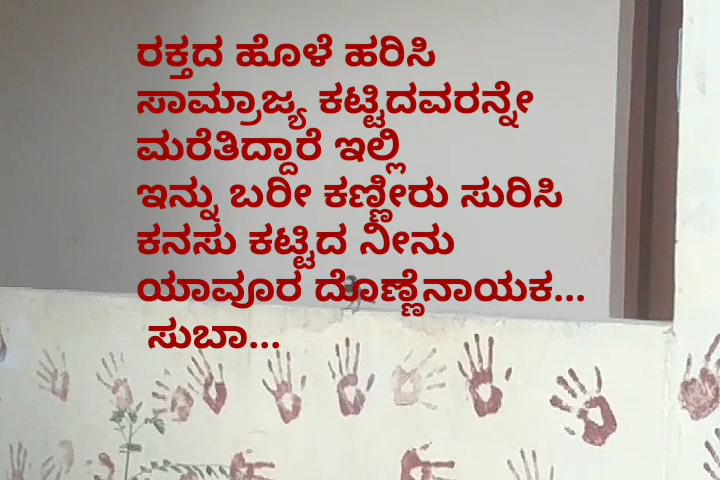 ರಕ್ತದ ಹೊಳೆ ಹರಿಸಿ
ಸಾಮ್ರಾಜ್ಯ ಕಟ್ಟಿದವರನ್ನೇ
ಮರೆತಿದ್ದಾರೆ ಇಲ್ಲಿ
ಇನ್ನು ಬರೀ ಕಣ್ಣೀರು ಸುರಿಸಿ
ಕನಸು ಕಟ್ಟಿದ ನೀನು
ಯಾವೂರ ದೊಣ್ಣೆನಾಯಕ...
ಸುಬಾ...